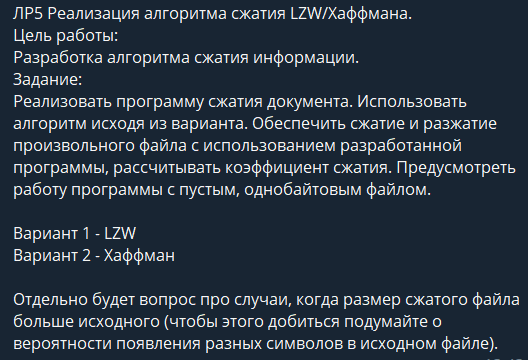 ЛР5 Реализация алгоритма сжатия LZW/Хаффмана.
Цель работы:
Разработка алгоритма сжатия информации.
Задание:
Реализовать программу сжатия документа. Использовать
алгоритм исходя из варианта. Обеспечить сжатие и разжатие
произвольного файла с использованием разработанной
программы, рассчитывать коэффициент сжатия. Предусмотреть
работу программы с пустым, однобайтовым файлом.
Вариант 1 - LZW
Вариант 2 - Хаффман
Отдельно будет вопрос про случаи, когда размер сжатого файла
больше исходного (чтобы этого добиться подумайте о
вероятности появления разных символов в исходном файле).